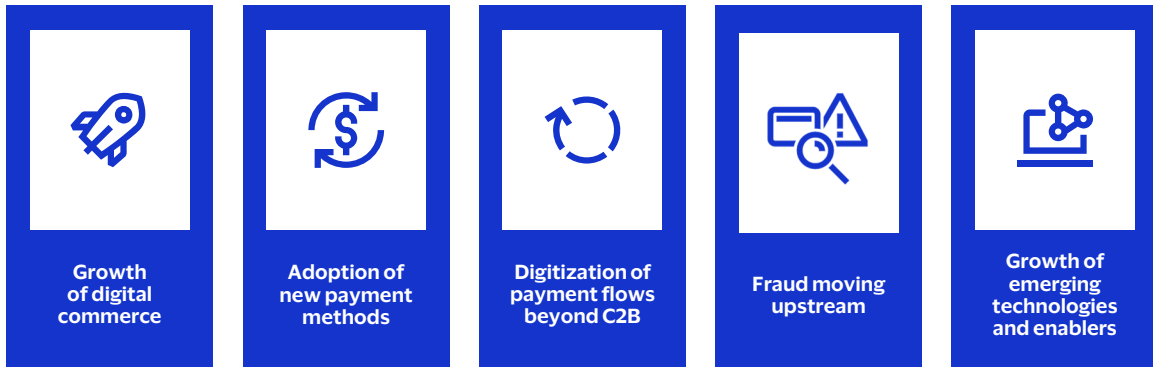 Growth
of digital
commerce
Adoption of
new payment
methods
Digitization of
payment flows
beyond C2B
Fraud moving
upstream
Growth of
emerging
technologies
and enablers